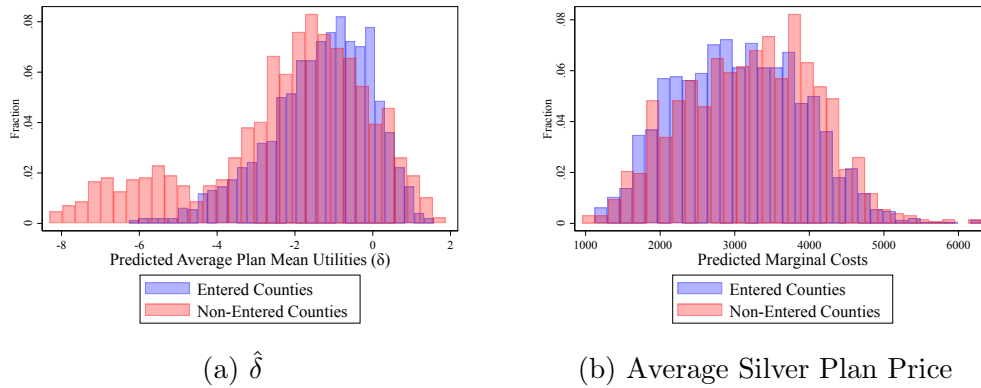 Fraction
0 .02 .04 .06 .08
-8 -6 -4 -2 0 2
Predicted Average Plan Mean Utilities (δ)
Entered Counties
Non-Entered Counties
(a) δ̂
Fraction
0 .02 .04 .06 .08
1000 2000 3000 4000 5000 6000
Predicted Marginal Costs
Entered Counties
Non-Entered Counties
(b) Average Silver Plan Price